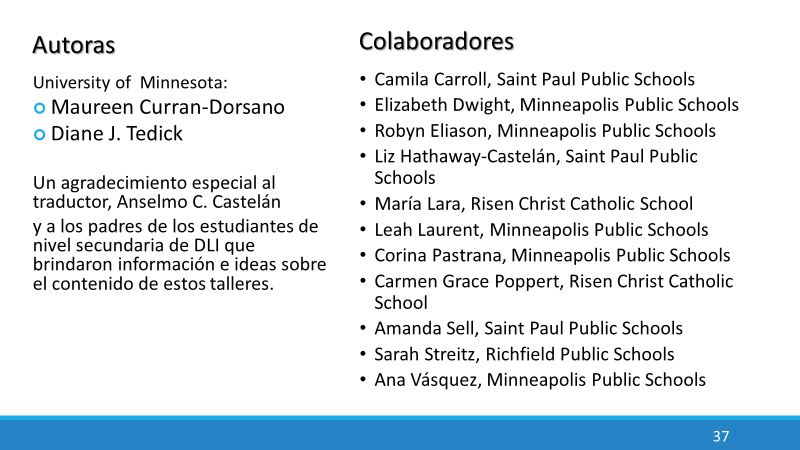 Autoras
University of Minnesota:
Maureen Curran-Dorsano
Diane J. Tedick
Un agradecimiento especial al
traductor, Anselmo C. Castelán
y a los padres de los estudiantes de
nivel secundaria de DLI que
brindaron información e ideas sobre
el contenido de estos talleres.
Colaboradores
• Camila Carroll, Saint Paul Public Schools
• Elizabeth Dwight, Minneapolis Public Schools
• Robyn Eliason, Minneapolis Public Schools
• Liz Hathaway-Castelán, Saint Paul Public
Schools
• María Lara, Risen Christ Catholic School
• Leah Laurent, Minneapolis Public Schools
• Corina Pastrana, Minneapolis Public Schools
• Carmen Grace Poppert, Risen Christ Catholic
School
• Amanda Sell, Saint Paul Public Schools
• Sarah Streitz, Richfield Public Schools
• Ana Vásquez, Minneapolis Public Schools
37